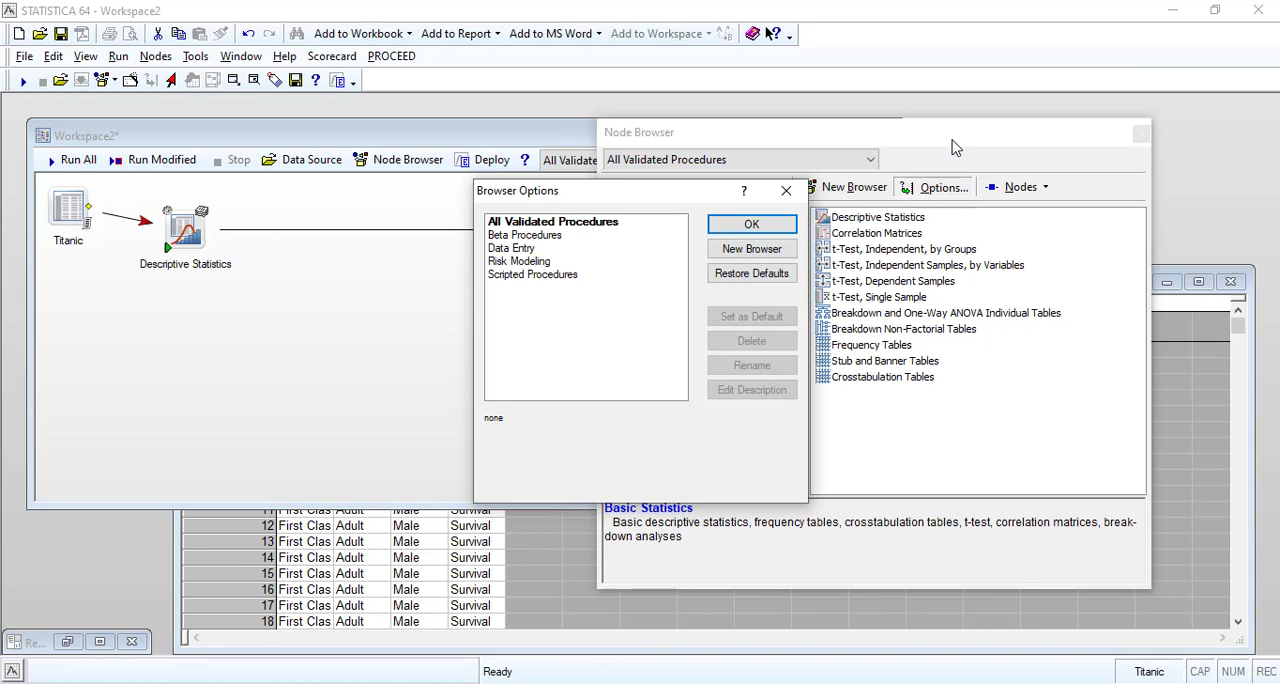 STATISTICA 64 - Workspace2
Add to Workbook Add to Report Add to MS Word Add to Workspace
File Edit View Run Nodes Tools Window Help Scorecard PROCEED
Workspace2*
Run All Run Modified Stop Data Source Node Browser Deploy ? All Validate
Titanic
Descriptive Statistics
Node Browser
All Validated Procedures
New Browser Options... Nodes
Descriptive Statistics
Correlation Matrices
t-Test, Independent, by Groups
t-Test, Independent Samples, by Variables
t-Test, Dependent Samples
t-Test, Single Sample
Breakdown and One-Way ANOVA Individual Tables
Breakdown Non-Factorial Tables
Frequency Tables
Stub and Banner Tables
Crosstabulation Tables
Basic Statistics
Basic descriptive statistics, frequency tables, crosstabulation tables, t-test, correlation matrices, break-
down analyses
Browser Options ?
All Validated Procedures
Beta Procedures
Data Entry
Risk Modeling
Scripted Procedures
OK
New Browser
Restore Defaults
Set as Default
Delete
Rename
Edit Description
none
11 First Clas Adult Male Survival
12 First Clas Adult Male Survival
13 First Clas Adult Male Survival
14 First Clas Adult Male Survival
15 First Clas Adult Male Survival
16 First Clas Adult Male Survival
17 First Clas Adult Male Survival
18 First Clas Adult Male Survival
Re...
Ready Titanic CAP NUM REC